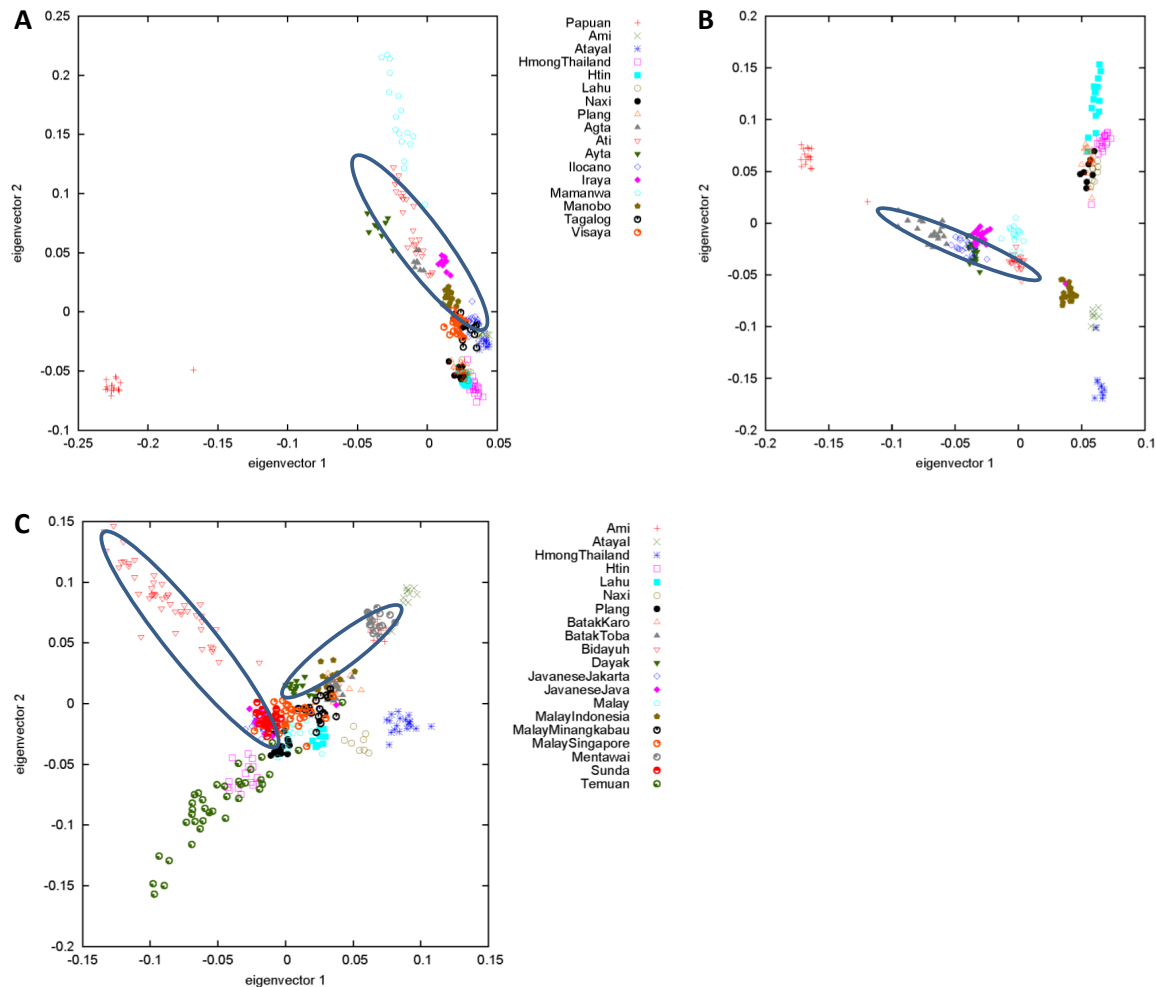 A
0.25
0.2
0.15
0.1
0.05
0
-0.05
-0.1
-0.25
-0.2
-0.15
-0.1
-0.05
0
0.05
eigenvector 2
eigenvector 1
Papuan
Ami
Atayal
HmongThailand
Htin
Lahu
Naxi
Plang
Agta
Ati
Ayta
Ilocano
Iraya
Mamanwa
Manobo
Tagalog
Visaya
B
0.2
0.15
0.1
0.05
0
-0.05
-0.1
-0.15
-0.2
-0.2
-0.15
-0.1
-0.05
0
0.05
0.1
eigenvector 2
eigenvector 1
C
0.15
0.1
0.05
0
-0.05
-0.1
-0.15
-0.2
-0.15
-0.1
-0.05
0
0.05
0.1
0.15
eigenvector 2
eigenvector 1
Ami
Atayal
HmongThailand
Htin
Lahu
Naxi
Plang
BatakKaro
BatakToba
Bidayuh
Dayak
JavaneseJakarta
JavaneseJava
Malay
MalayIndonesia
MalayMinangkabau
MalaySingapore
Mentawai
Sunda
Temuan